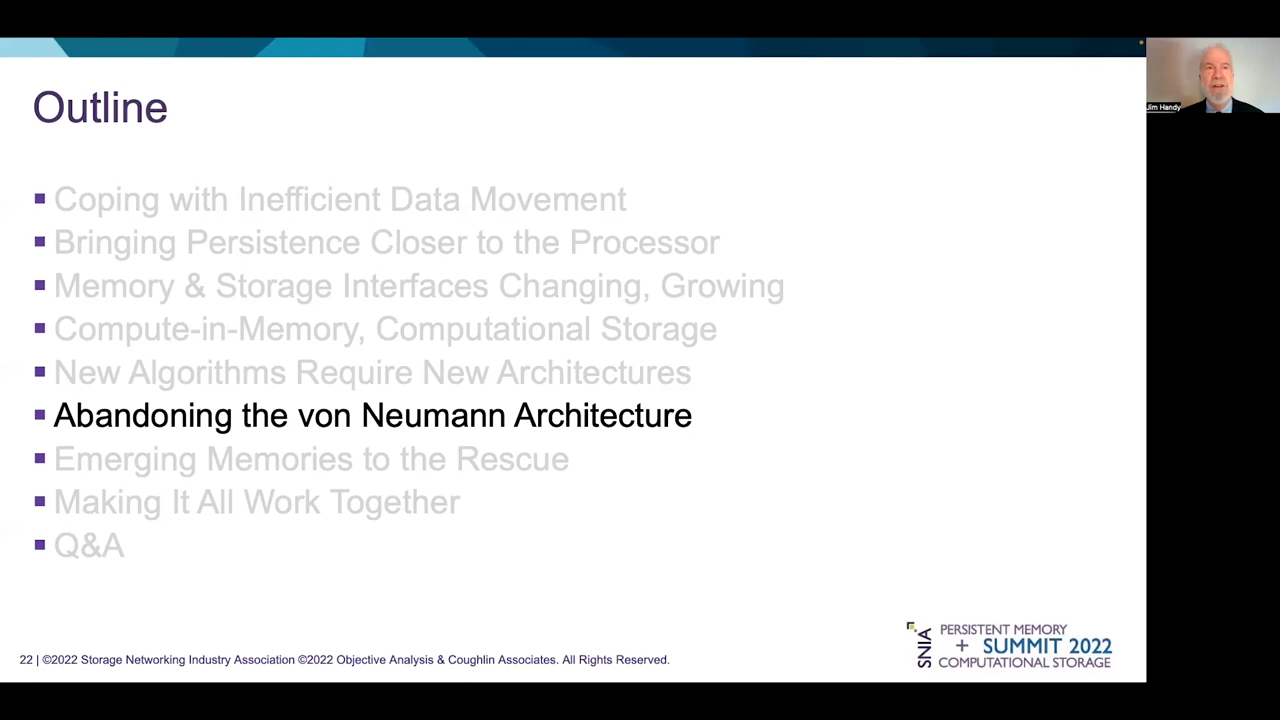 Outline
Coping with Inefficient Data Movement
Bringing Persistence Closer to the Processor
Memory & Storage Interfaces Changing, Growing
Compute-in-Memory, Computational Storage
New Algorithms Require New Architectures
Abandoning the von Neumann Architecture
Emerging Memories to the Rescue
Making It All Work Together
Q&A
22 | ©2022 Storage Networking Industry Association ©2022 Objective Analysis & Coughlin Associates. All Rights Reserved.
SNIA
PERSISTENT MEMORY
+ SUMMIT 2022
COMPUTATIONAL STORAGE
Jim Handy